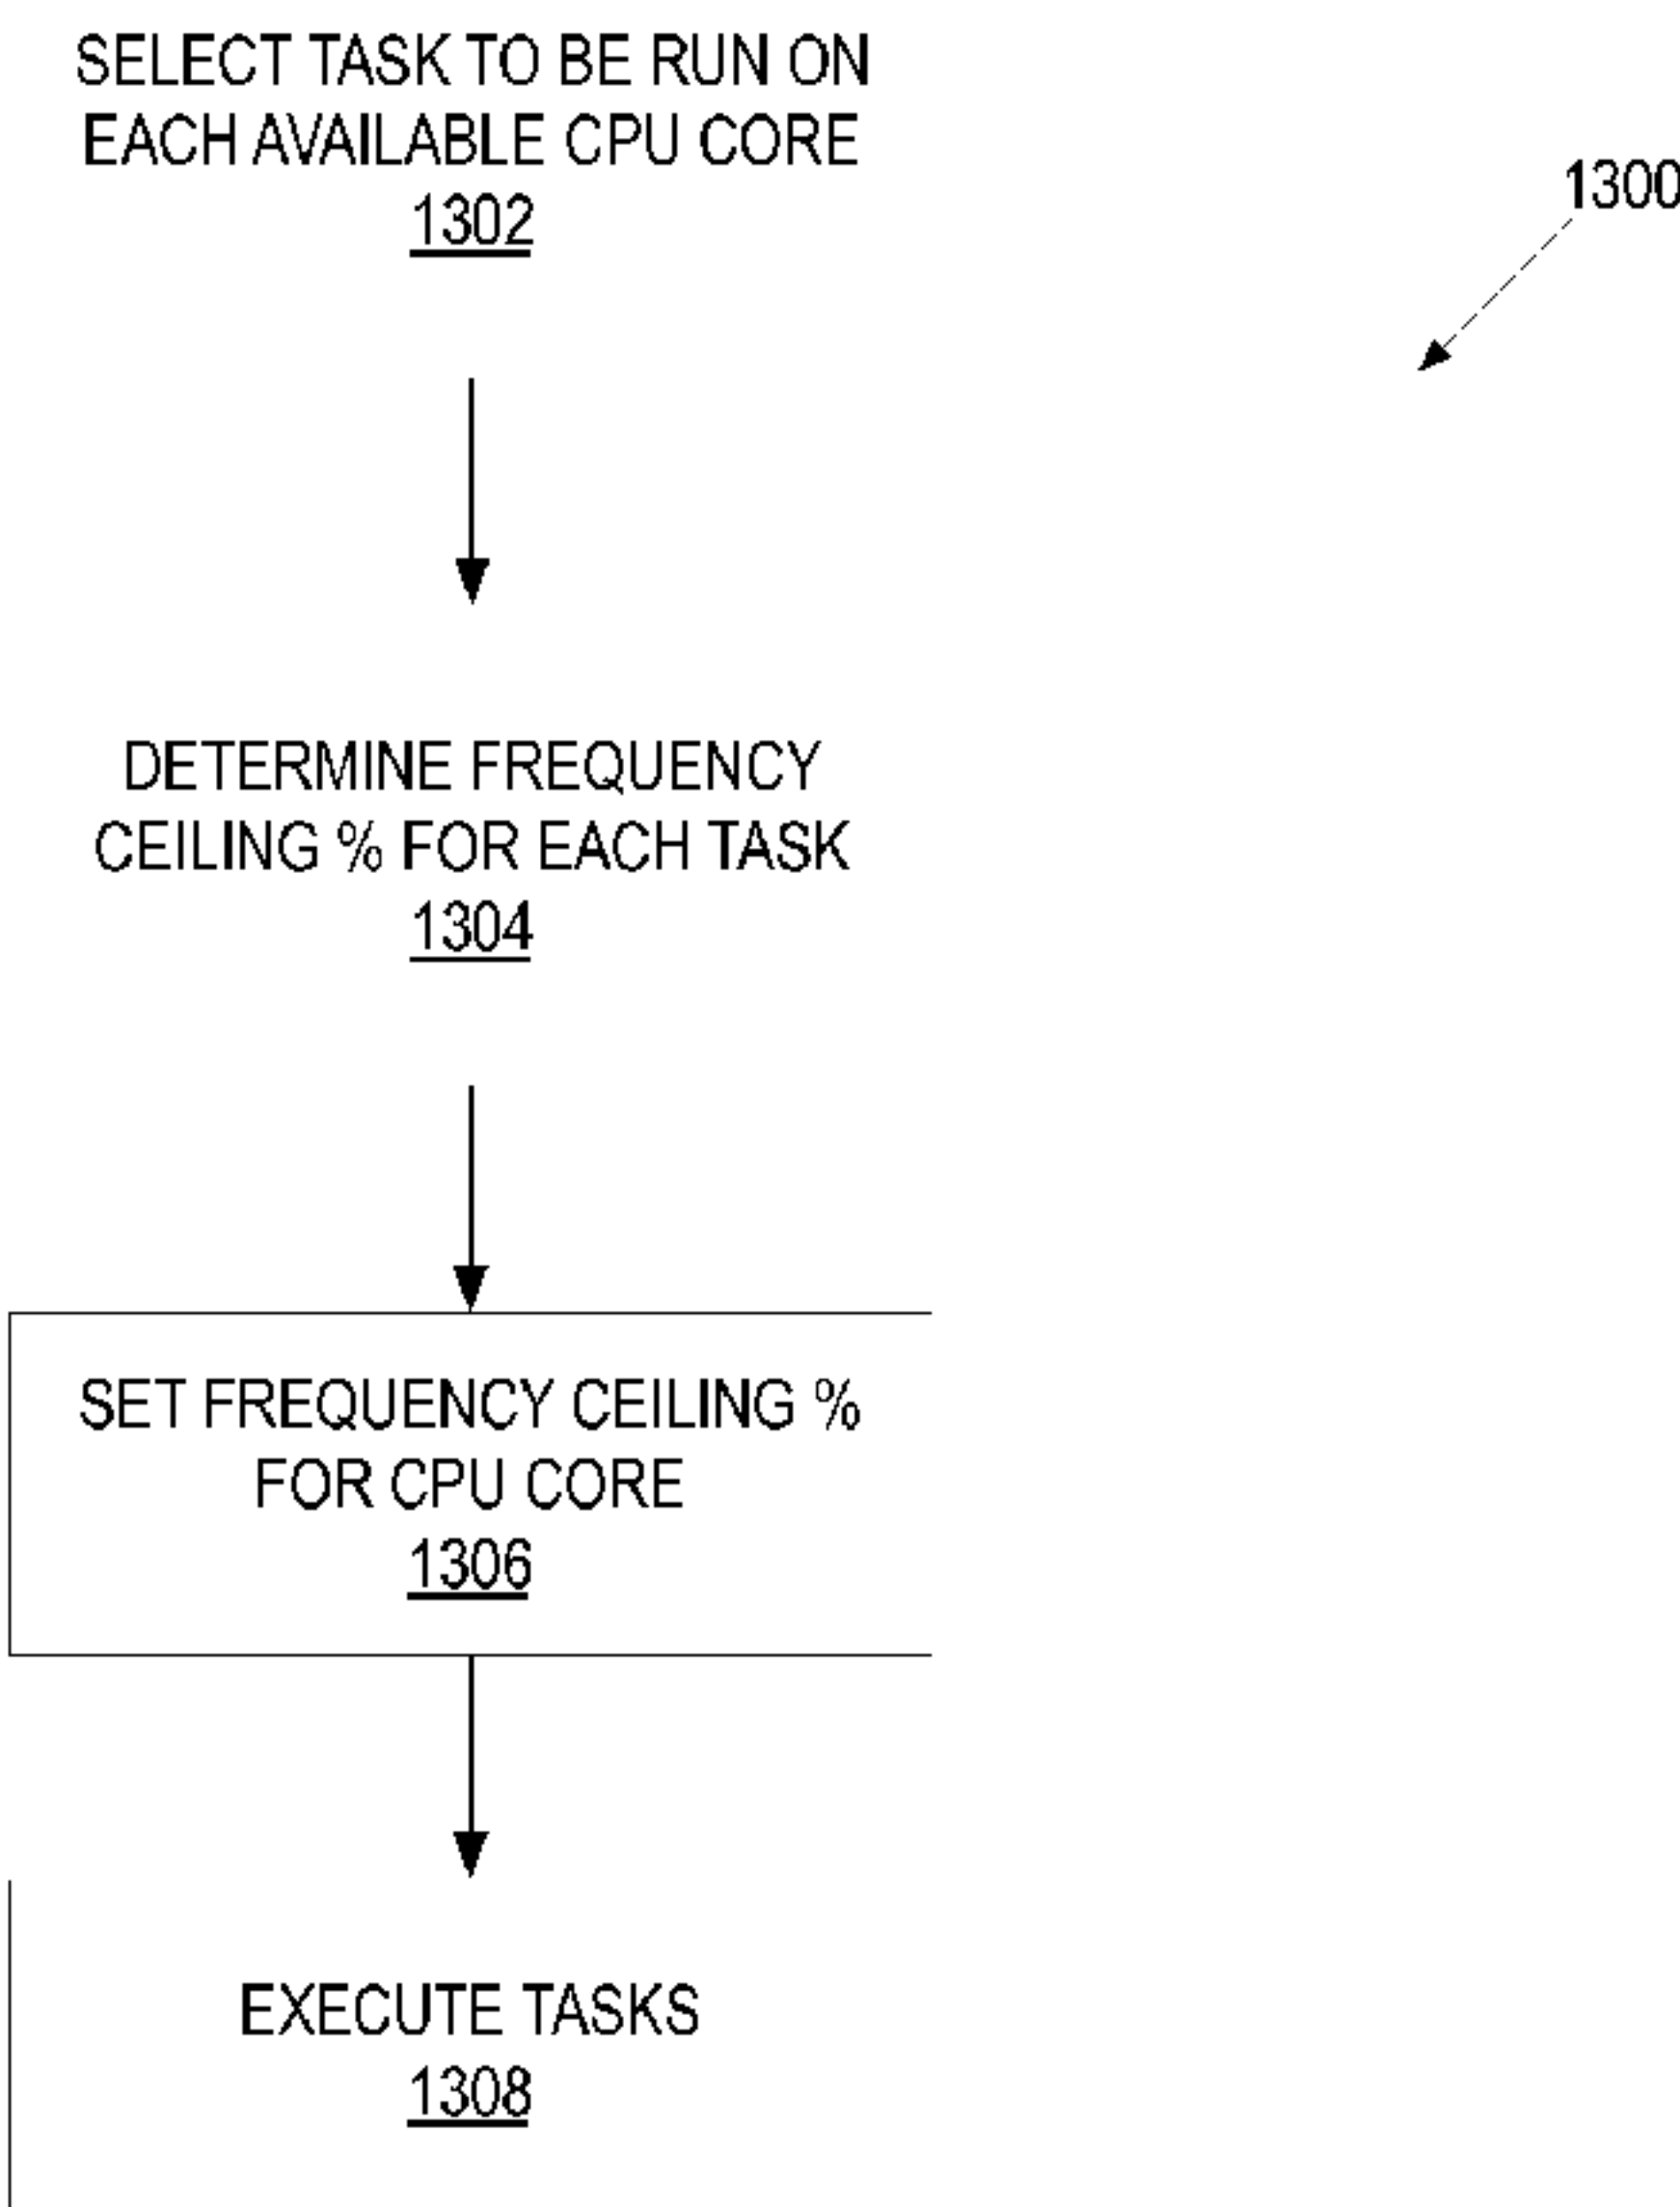 SELECT TASK TO BE RUN ON
EACH AVAILABLE CPU CORE
1302
1300
DETERMINE FREQUENCY
CEILING % FOR EACH TASK
1304
SET FREQUENCY CEILING %
FOR CPU CORE
1306
EXECUTE TASKS
1308